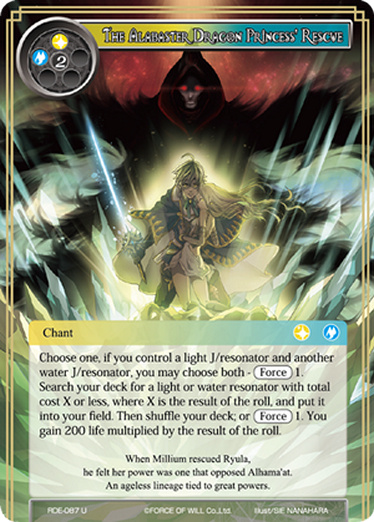 The Alabaster Dragon Princess' Rescue
2
Chant
Choose one, if you control a light J/resonator and another
water J/resonator, you may choose both - Force 1.
Search your deck for a light or water resonator with total
cost X or less, where X is the result of the roll, and put it
into your field. Then shuffle your deck; or Force 1. You
gain 200 life multiplied by the result of the roll.
When Millium rescued Ryula,
he felt her power was one that opposed Alhama'at.
An ageless lineage tied to great powers.
RDE-087 U ©FORCE OF WILL Co.,Ltd. Illust/SIE NANAHARA